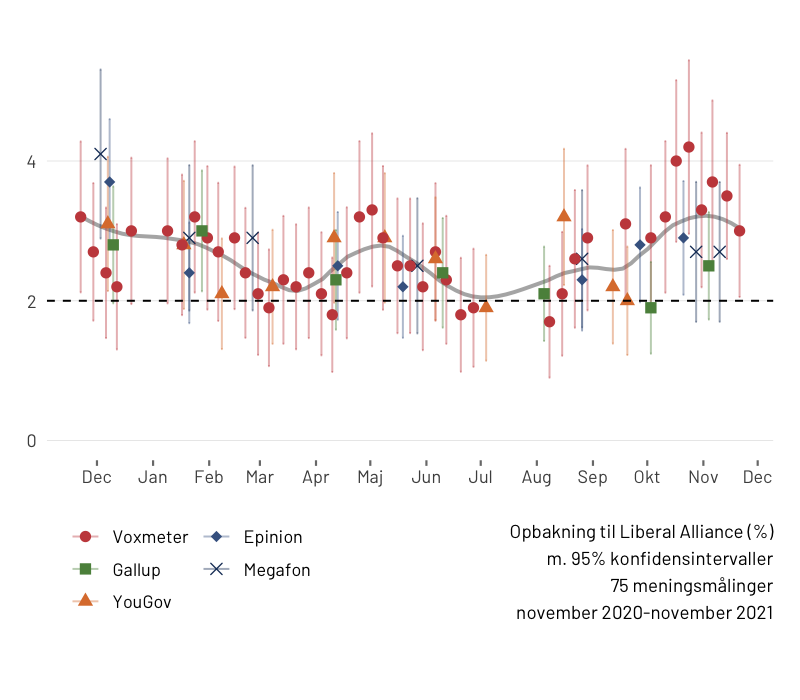 4
2
0
Dec Jan Feb Mar Apr Maj Jun Jul Aug Sep Okt Nov Dec
Voxmeter Epinion
Gallup Megafon
YouGov
Opbakning til Liberal Alliance (%)
m. 95% konfidensintervaller
75 meningsmålinger
november 2020-november 2021